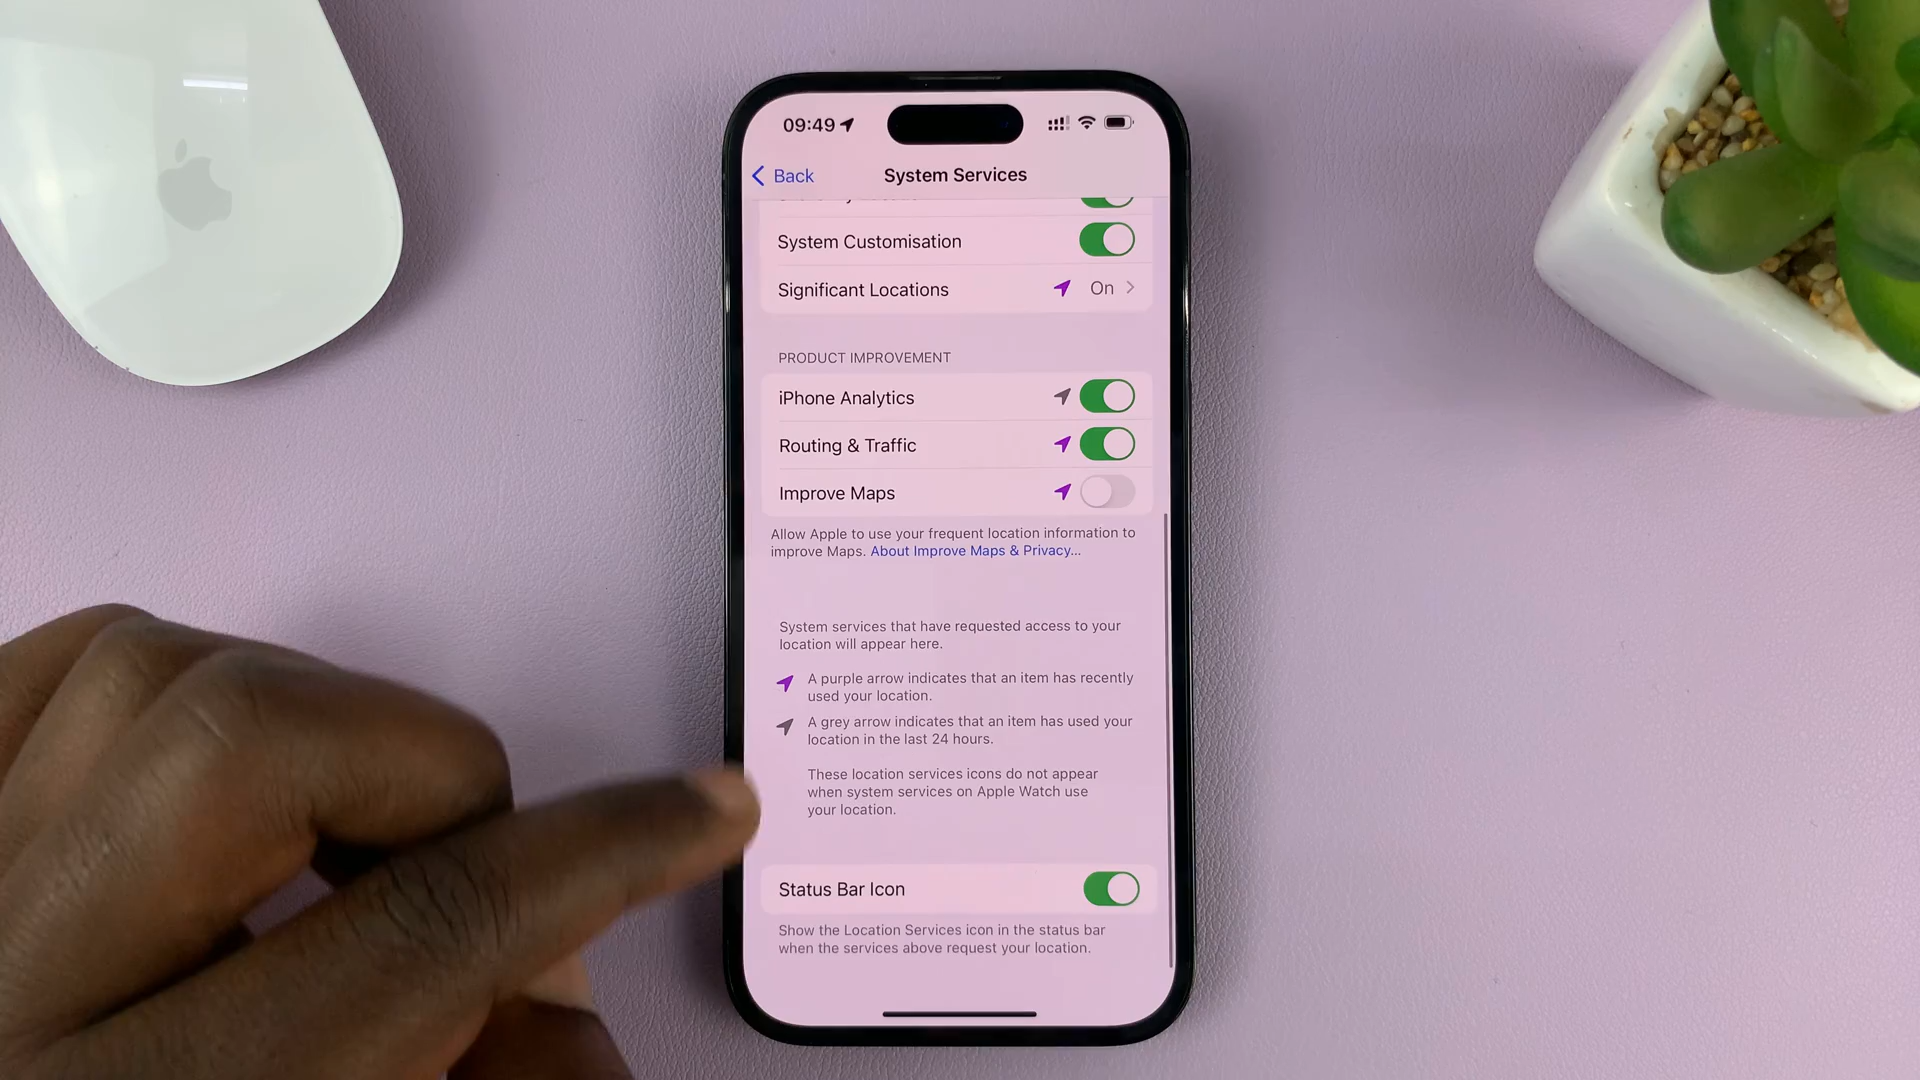 09:49
Back
System Services
System Customisation
Significant Locations On
PRODUCT IMPROVEMENT
iPhone Analytics
Routing & Traffic
Improve Maps
Allow Apple to use your frequent location information to
improve Maps. About Improve Maps & Privacy...
System services that have requested access to your
location will appear here.
A purple arrow indicates that an item has recently
used your location.
A grey arrow indicates that an item has used your
location in the last 24 hours.
These location services icons do not appear
when system services on Apple Watch use
your location.
Status Bar Icon
Show the Location Services icon in the status bar
when the services above request your location.